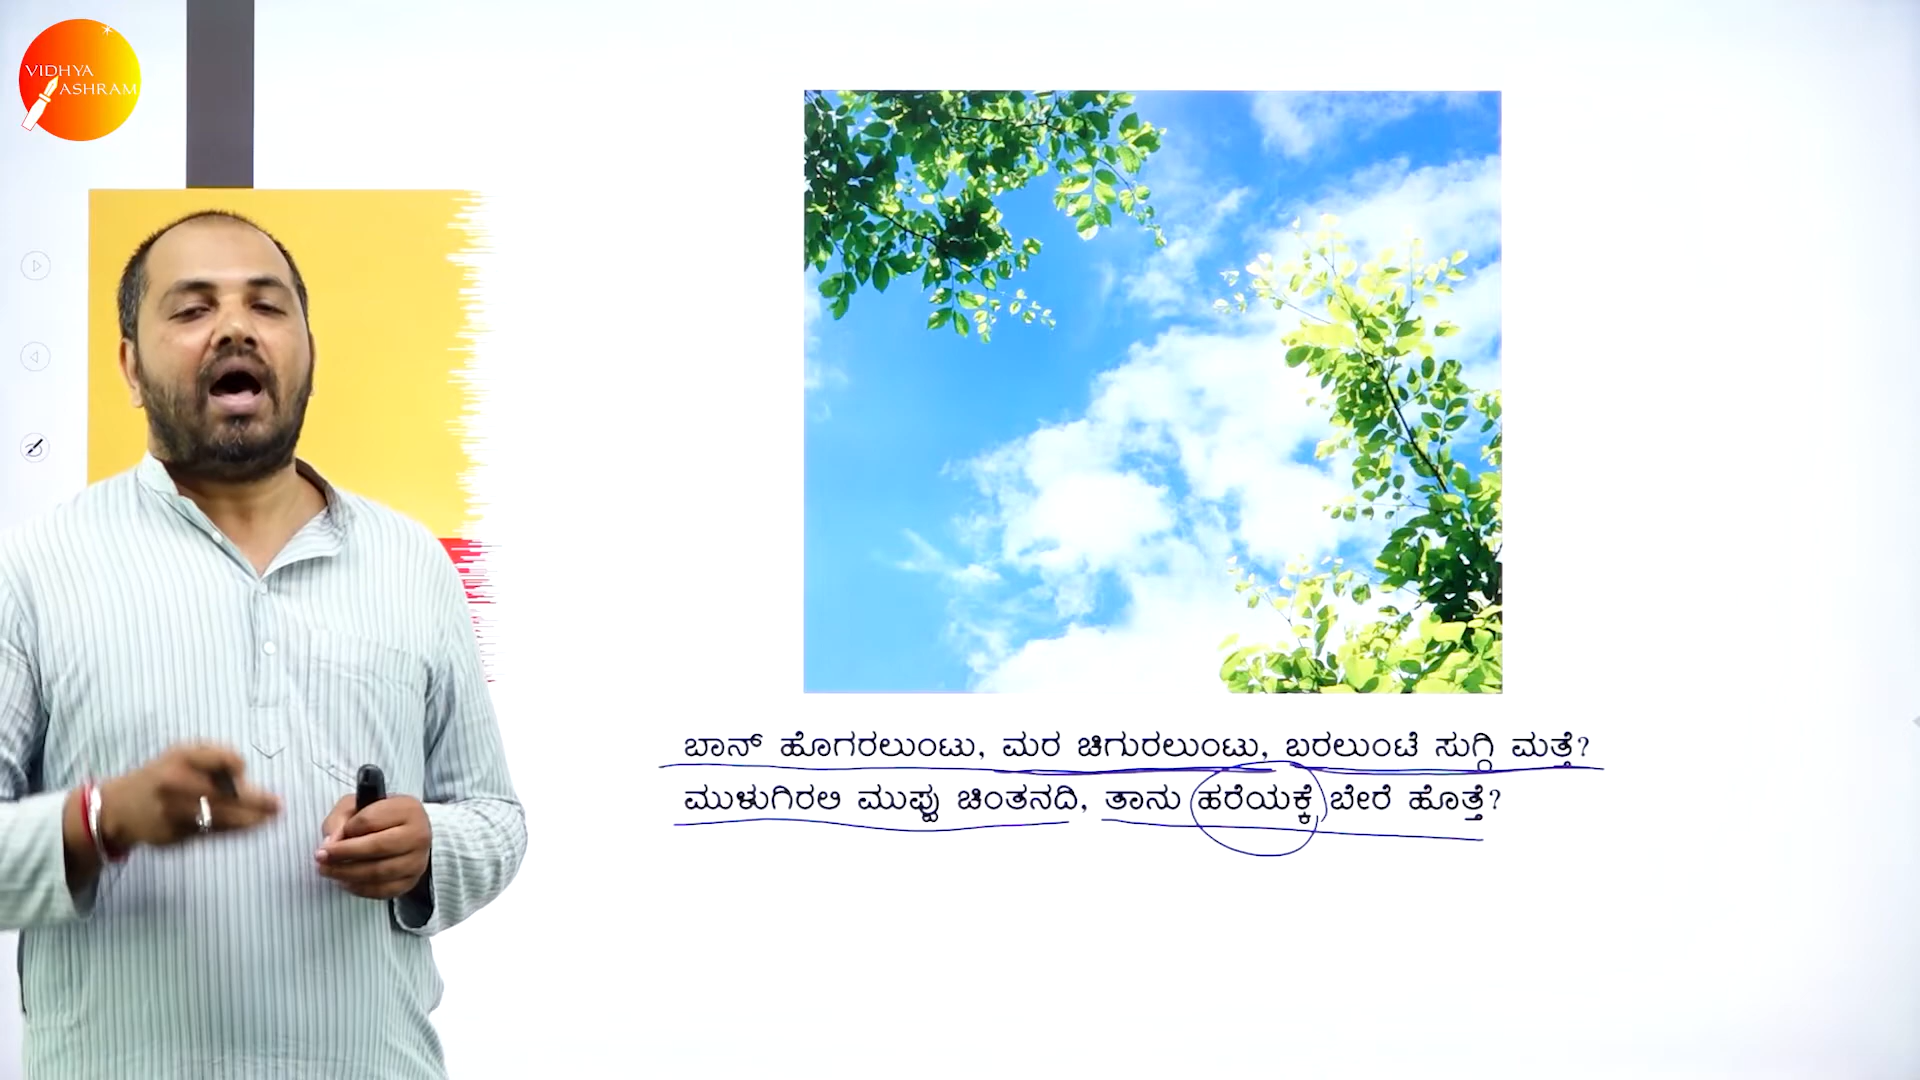 VIDHYA
ASHRAM
ಬಾನ್ ಹೊಗರಲುಂಟು, ಮರ ಚಿಗುರಲುಂಟು, ಬರಲುಂಟೆ ಸುಗ್ಗಿ ಮತ್ತೆ?
ಮುಳುಗಿರಲಿ ಮುಪ್ಪು ಚಿಂತನದಿ, ತಾನು ಹರೆಯಕ್ಕೆ ಬೇರೆ ಹೊತ್ತೆ?